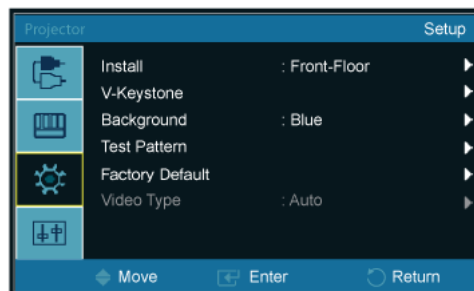 Projector Setup
Install : Front-Floor
V-Keystone
Background : Blue
Test Pattern
Factory Default
Video Type : Auto
Move Enter Return